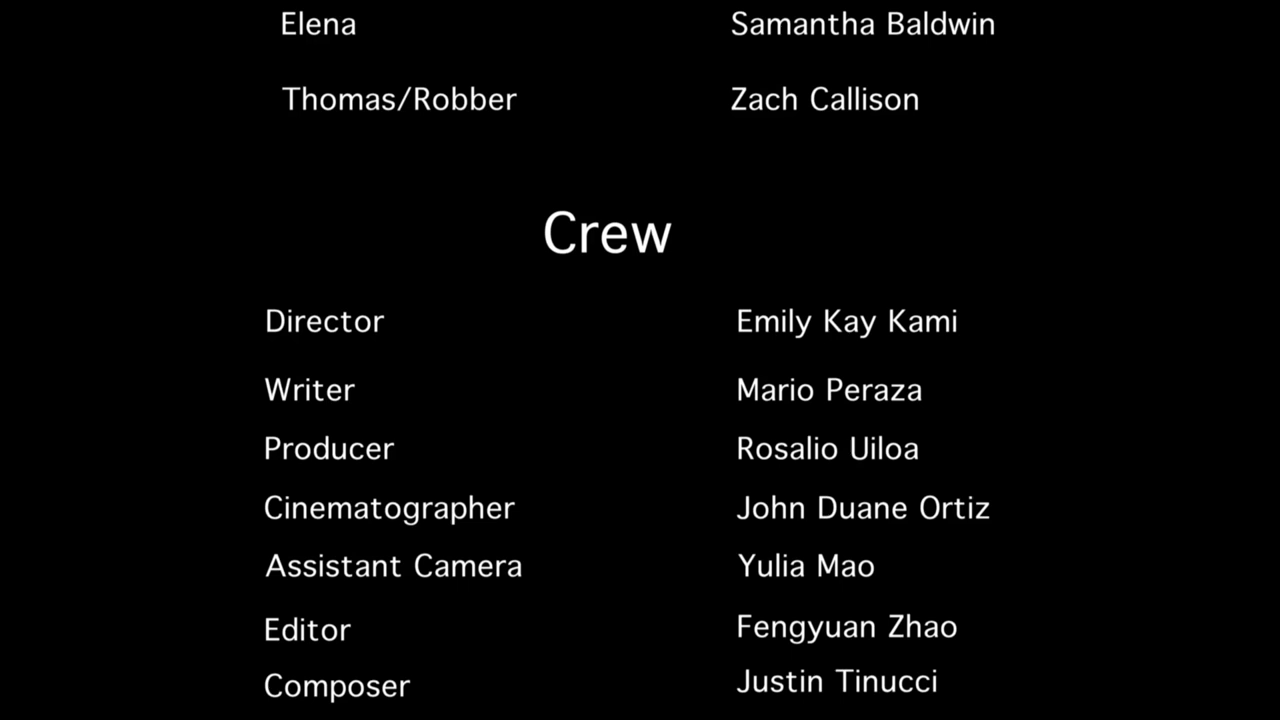 Elena Samantha Baldwin
Thomas/Robber Zach Callison
Crew
Director Emily Kay Kami
Writer Mario Peraza
Producer Rosalio Uiloa
Cinematographer John Duane Ortiz
Assistant Camera Yulia Mao
Editor Fengyuan Zhao
Composer Justin Tinucci